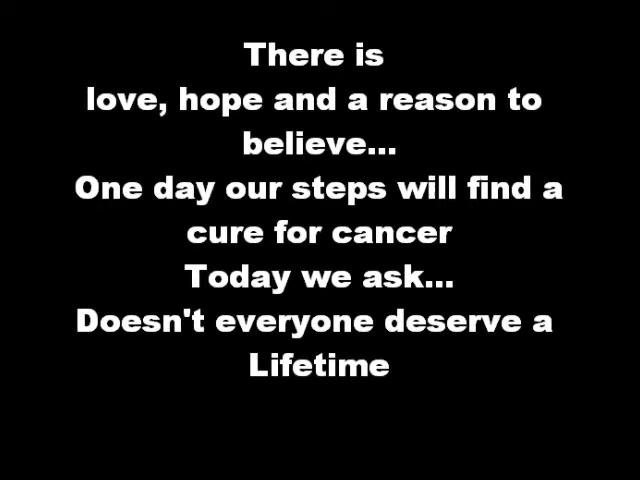 There is
love, hope and a reason to
believe...
One day our steps will find a
cure for cancer
Today we ask...
Doesn't everyone deserve a
Lifetime